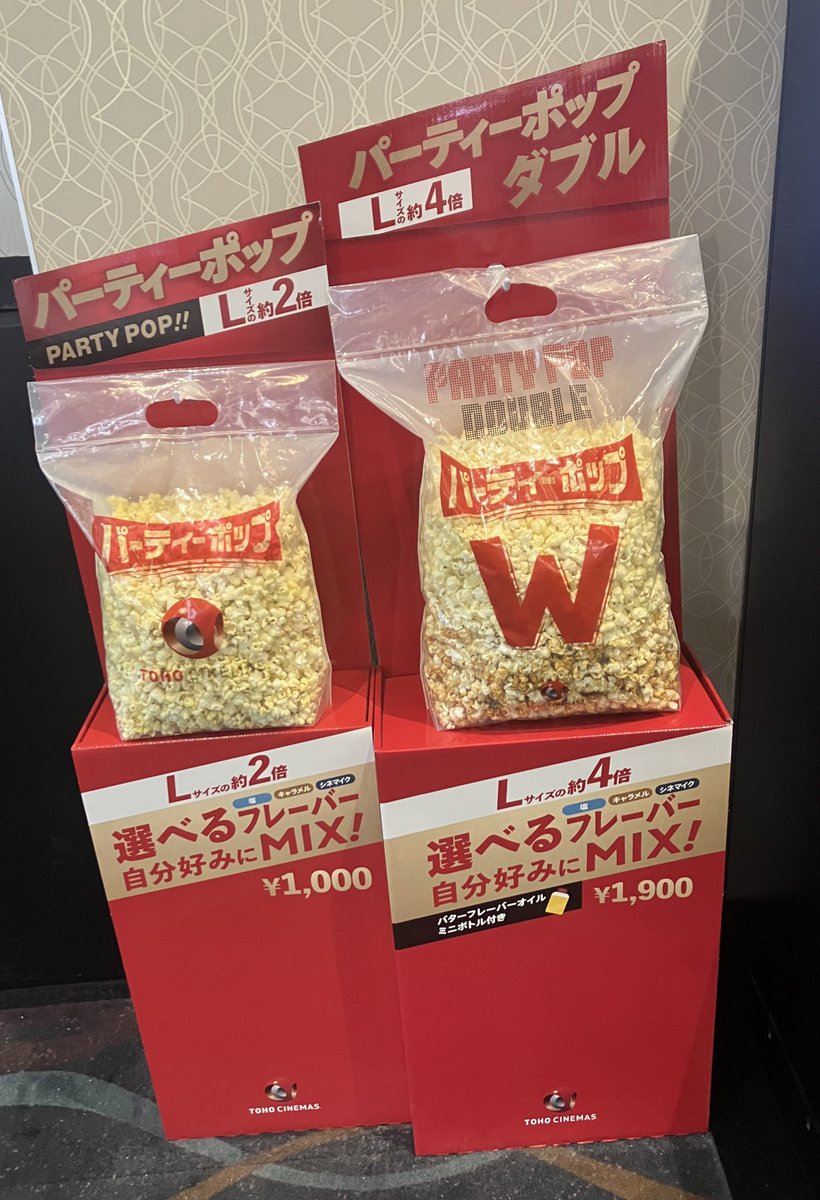 パーティーポップ
PARTY POP!!
Lサイズの約2倍
パーティーポップ
TOHO CINEM
Lサイズの約2倍
塩 キャラメル シネマイク
選べるフレーバー
自分好みにMIX!
¥1,000
TOHO CINEMAS
パーティーポップ
ダブル
Lサイズの約4倍
PARTY POP
DOUBLE
パーティーポップ
W
TOHO CINEMAS
Lサイズの約4倍
塩 キャラメル シネマイク
選べるフレーバー
自分好みにMIX!
バターフレーバーオイル
ミニボトル付き
¥1,900
TOHO CINEMAS